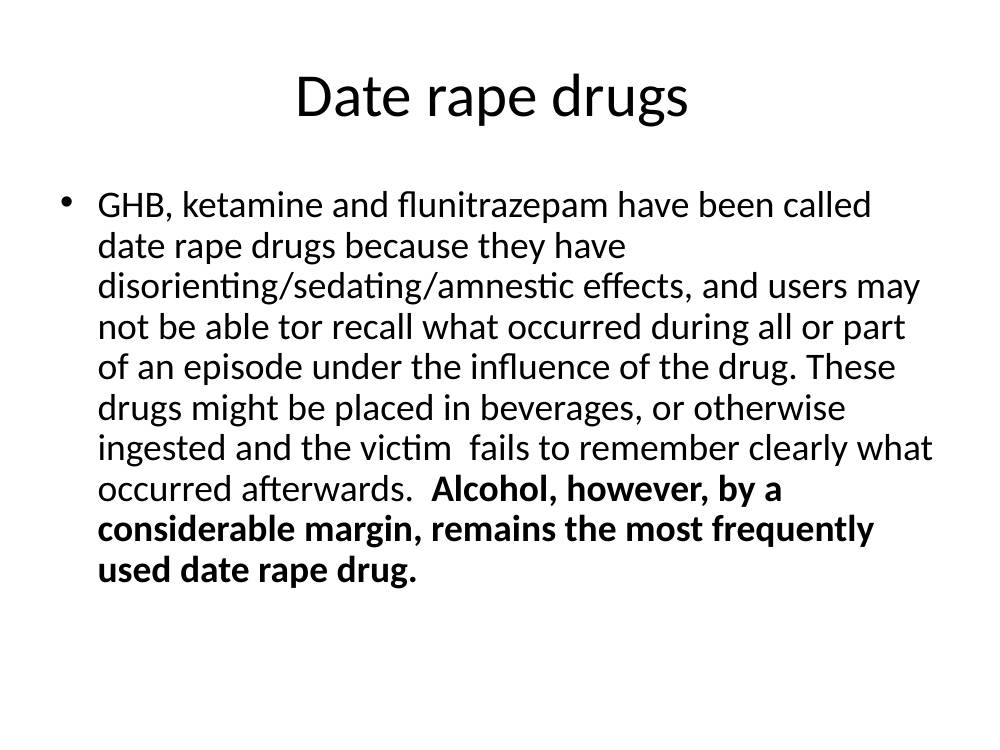 Date rape drugs
• GHB, ketamine and flunitrazepam have been called
date rape drugs because they have
disorienting/sedating/amnestic effects, and users may
not be able tor recall what occurred during all or part
of an episode under the influence of the drug. These
drugs might be placed in beverages, or otherwise
ingested and the victim  fails to remember clearly what
occurred afterwards.  Alcohol, however, by a
considerable margin, remains the most frequently
used date rape drug.